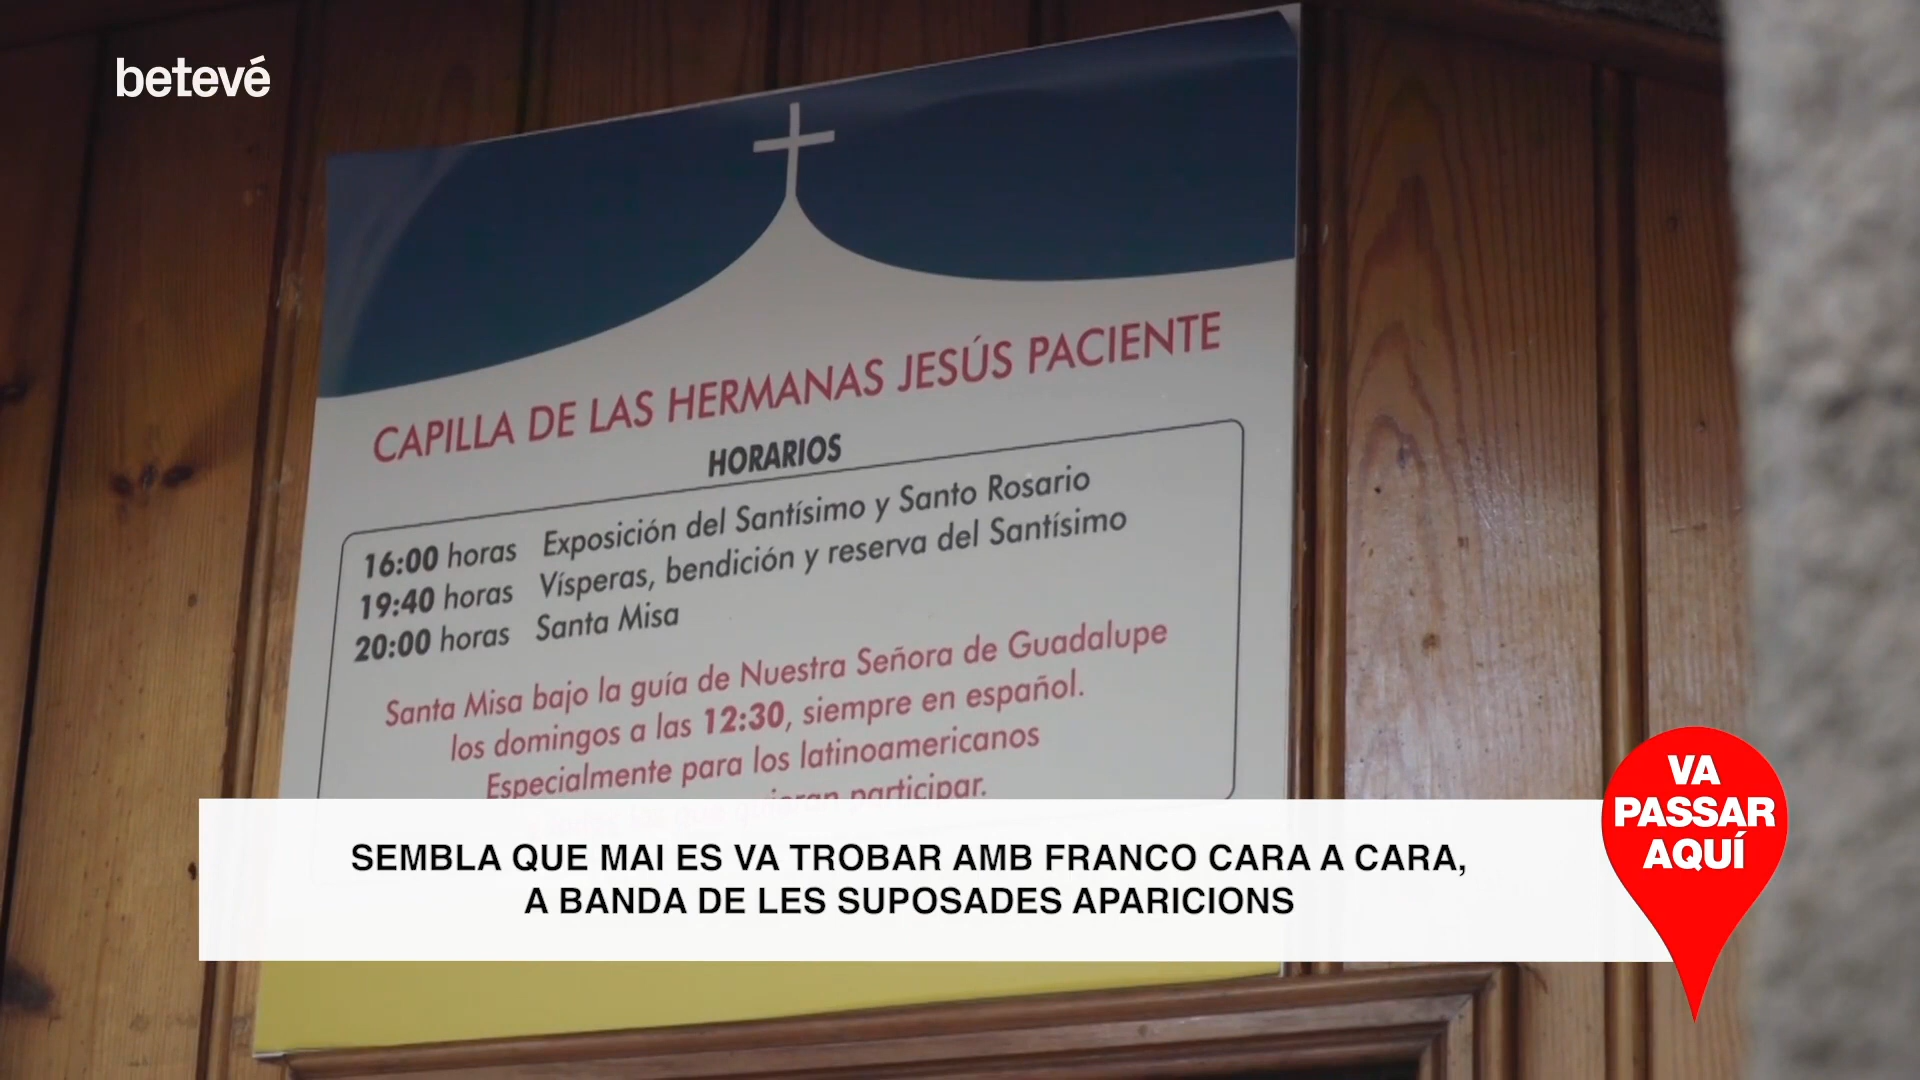 betevé
CAPILLA DE LAS HERMANAS JESÚS PACIENTE
HORARIOS
16:00 horas Exposición del Santísimo y Santo Rosario
19:40 horas Vísperas, bendición y reserva del Santísimo
20:00 horas Santa Misa
Santa Misa bajo la guía de Nuestra Señora de Guadalupe
los domingos a las 12:30, siempre en español.
Especialmente para los latinoamericanos
que quieran participar.
SEMBLA QUE MAI ES VA TROBAR AMB FRANCO CARA A CARA,
A BANDA DE LES SUPOSADES APARICIONS
VA
PASSAR
AQUÍ